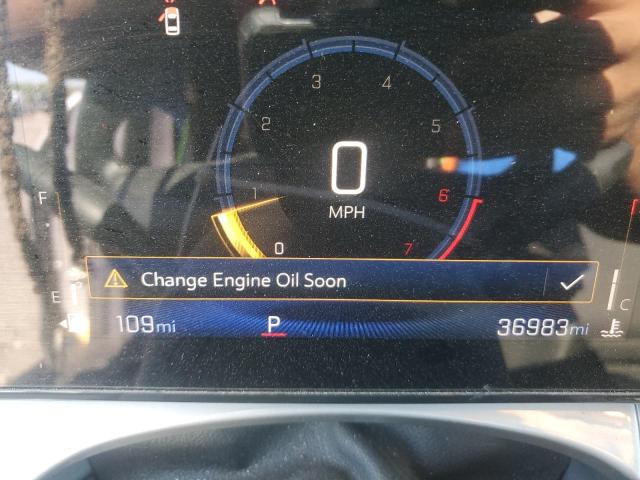 3 4
2 5
0
1 6
MPH
F
0 7
Change Engine Oil Soon
E C
109mi P 36983mi